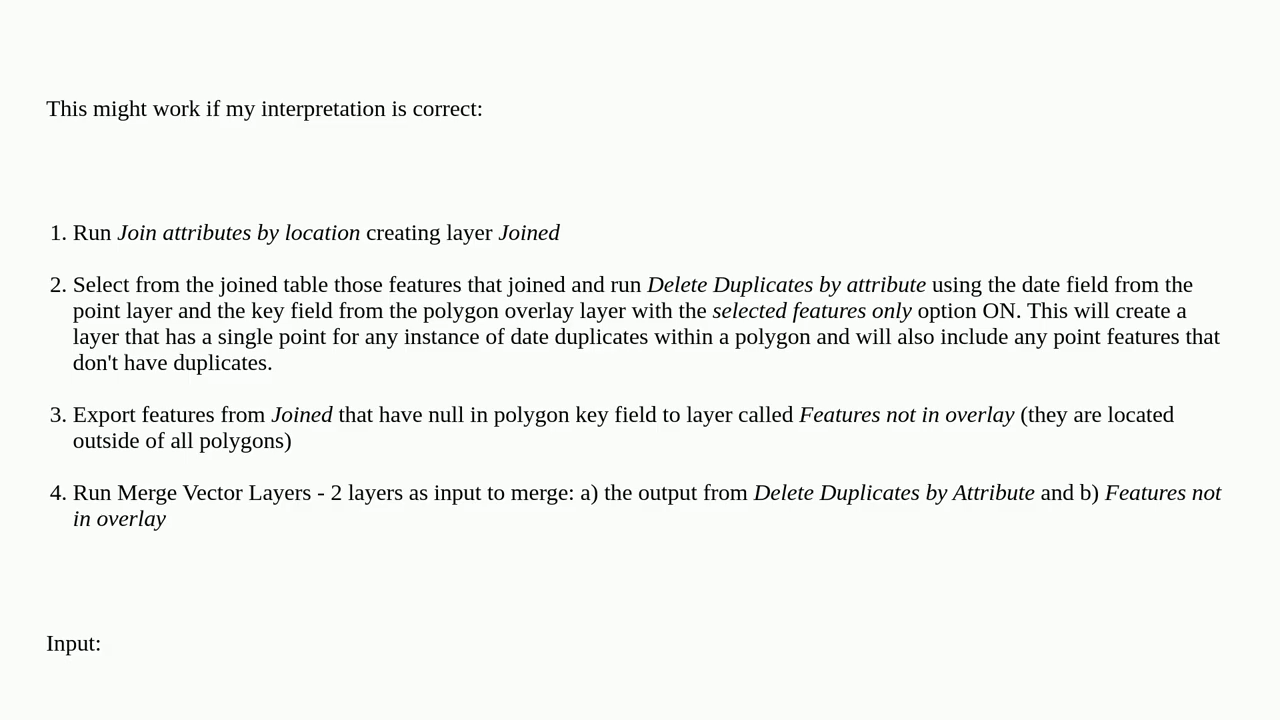 This might work if my interpretation is correct:
1. Run Join attributes by location creating layer Joined
2. Select from the joined table those features that joined and run Delete Duplicates by attribute using the date field from the
point layer and the key field from the polygon overlay layer with the selected features only option ON. This will create a
layer that has a single point for any instance of date duplicates within a polygon and will also include any point features that
don't have duplicates.
3. Export features from Joined that have null in polygon key field to layer called Features not in overlay (they are located
outside of all polygons)
4. Run Merge Vector Layers - 2 layers as input to merge: a) the output from Delete Duplicates by Attribute and b) Features not
in overlay
Input: